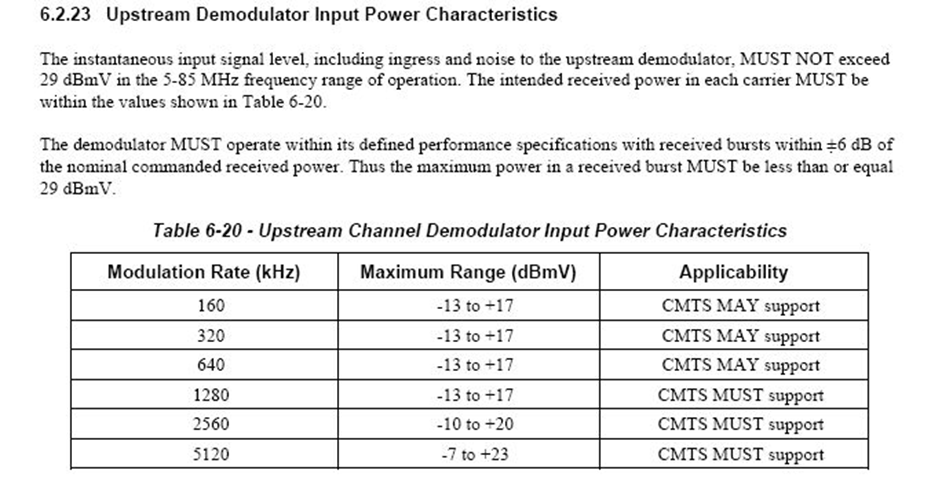 6.2.23 Upstream Demodulator Input Power Characteristics
The instantaneous input signal level, including ingress and noise to the upstream demodulator, MUST NOT exceed
29 dBmV in the 5-85 MHz frequency range of operation. The intended received power in each carrier MUST be
within the values shown in Table 6-20.
The demodulator MUST operate within its defined performance specifications with received bursts within ±6 dB of
the nominal commanded received power. Thus the maximum power in a received burst MUST be less than or equal
29 dBmV.
Table 6-20 - Upstream Channel Demodulator Input Power Characteristics
Modulation Rate (kHz) Maximum Range (dBmV) Applicability
160 -13 to +17 CMTS MAY support
320 -13 to +17 CMTS MAY support
640 -13 to +17 CMTS MAY support
1280 -13 to +17 CMTS MUST support
2560 -10 to +20 CMTS MUST support
5120 -7 to +23 CMTS MUST support